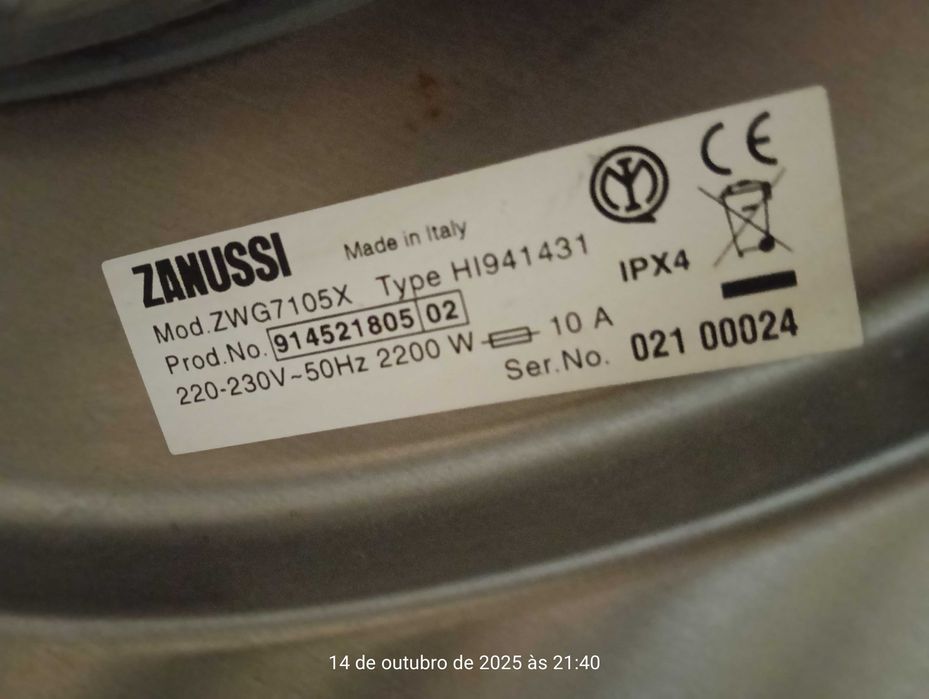 ZANUSSI Made in Italy
Mod.ZWG7105X Type HI941431 IPX4
Prod.No. 914521805 02
220-230V~50Hz 2200 W 10 A
Ser.No. 021 00024
CE
14 de outubro de 2025 às 21:40